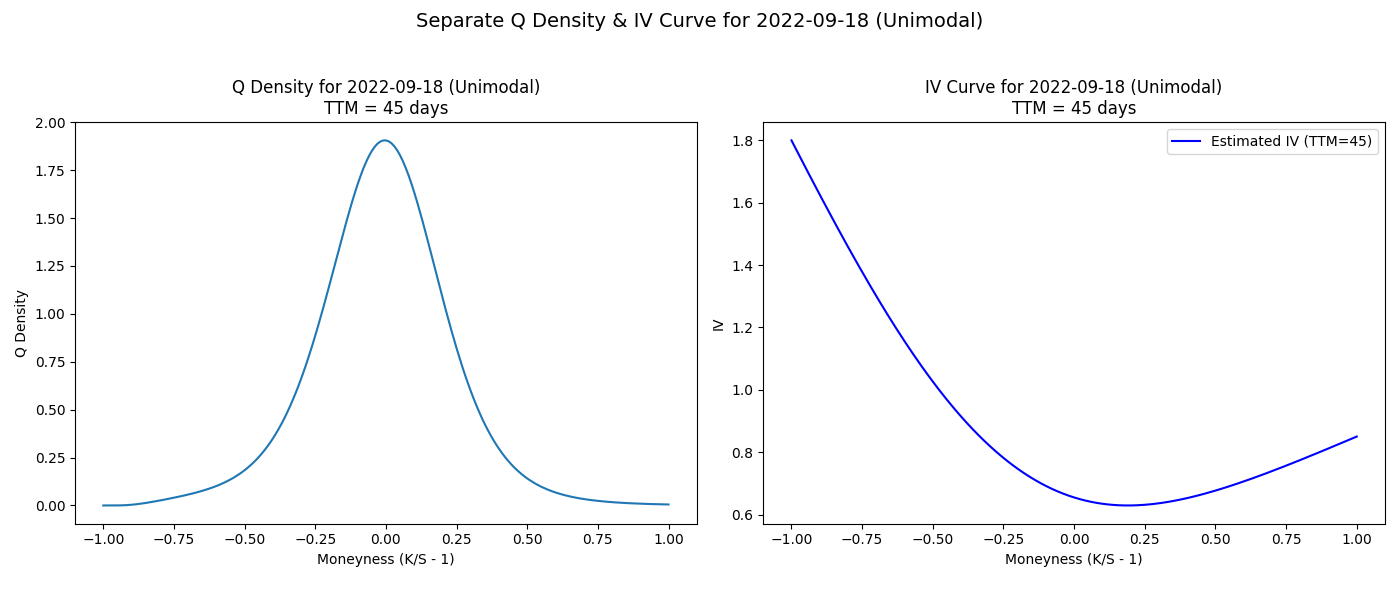 Separate Q Density & IV Curve for 2022-09-18 (Unimodal)
Q Density for 2022-09-18 (Unimodal)
TTM = 45 days
2.00
1.75
1.50
1.25
1.00
0.75
0.50
0.25
0.00
Q Density
−1.00 −0.75 −0.50 −0.25 0.00 0.25 0.50 0.75 1.00
Moneyness (K/S - 1)
IV Curve for 2022-09-18 (Unimodal)
TTM = 45 days
Estimated IV (TTM=45)
1.8
1.6
1.4
1.2
1.0
0.8
0.6
IV
−1.00 −0.75 −0.50 −0.25 0.00 0.25 0.50 0.75 1.00
Moneyness (K/S - 1)